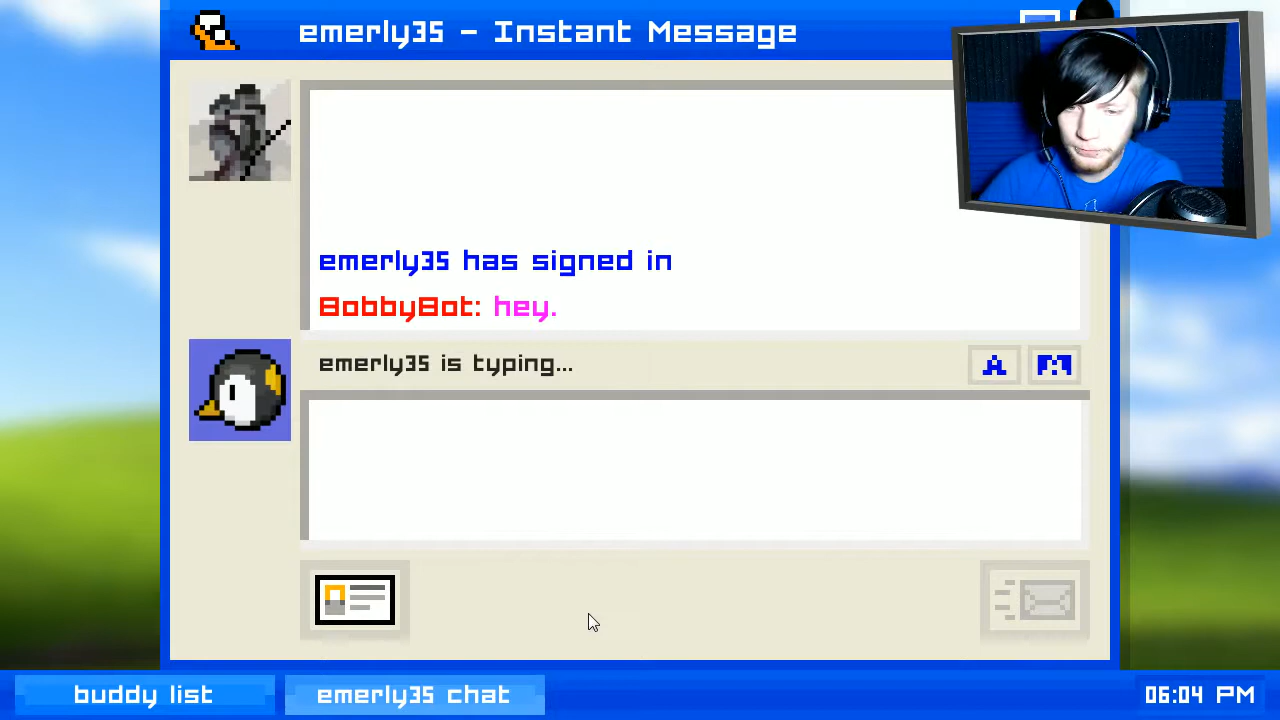 emerly35 - Instant Message
emerly35 has signed in
BobbyBot: hey.
emerly35 is typing...
A
buddy list
emerly35 chat
06:04 PM